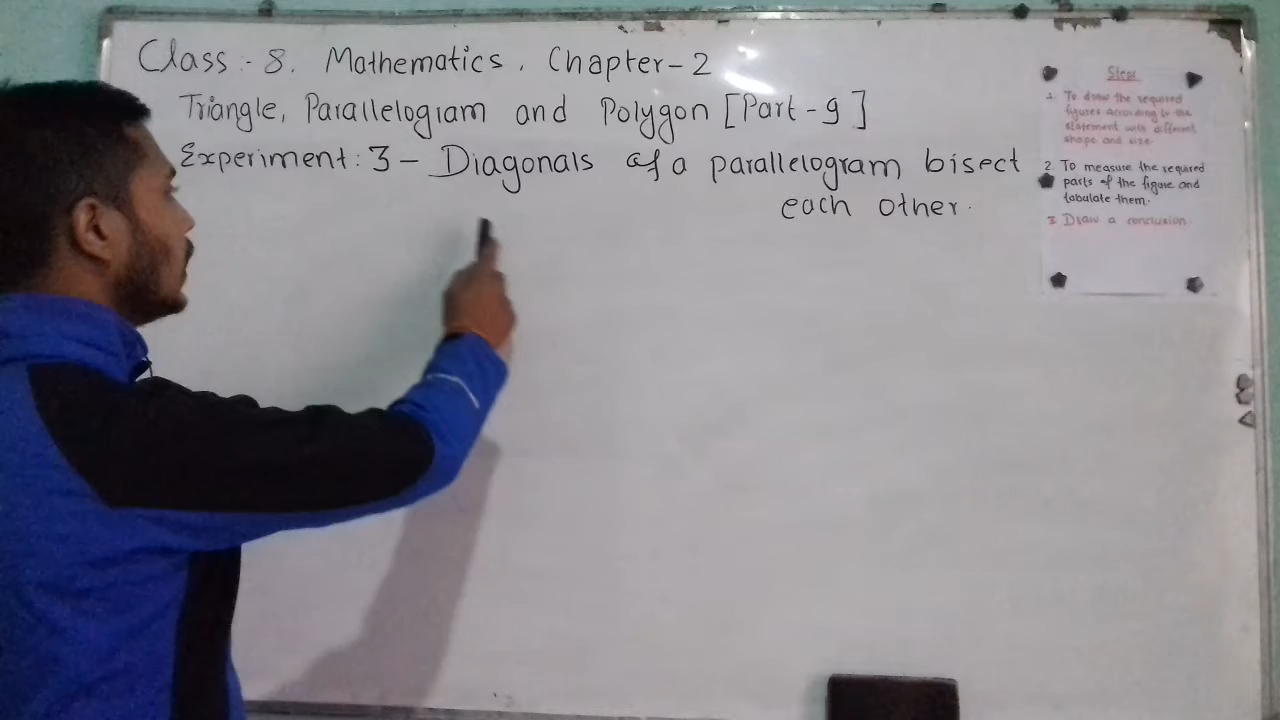 Class :- 8. Mathematics. Chapter-2
Triangle, Parallelogram and Polygon [Part-9]
Experiment: 3 - Diagonals of a parallelogram bisect
each other.
Steps
1. To draw the required
figures according to the
statement with different
shape and size.
2. To measure the required
parts of the figure and
tabulate them.
3. Draw a conclusion.